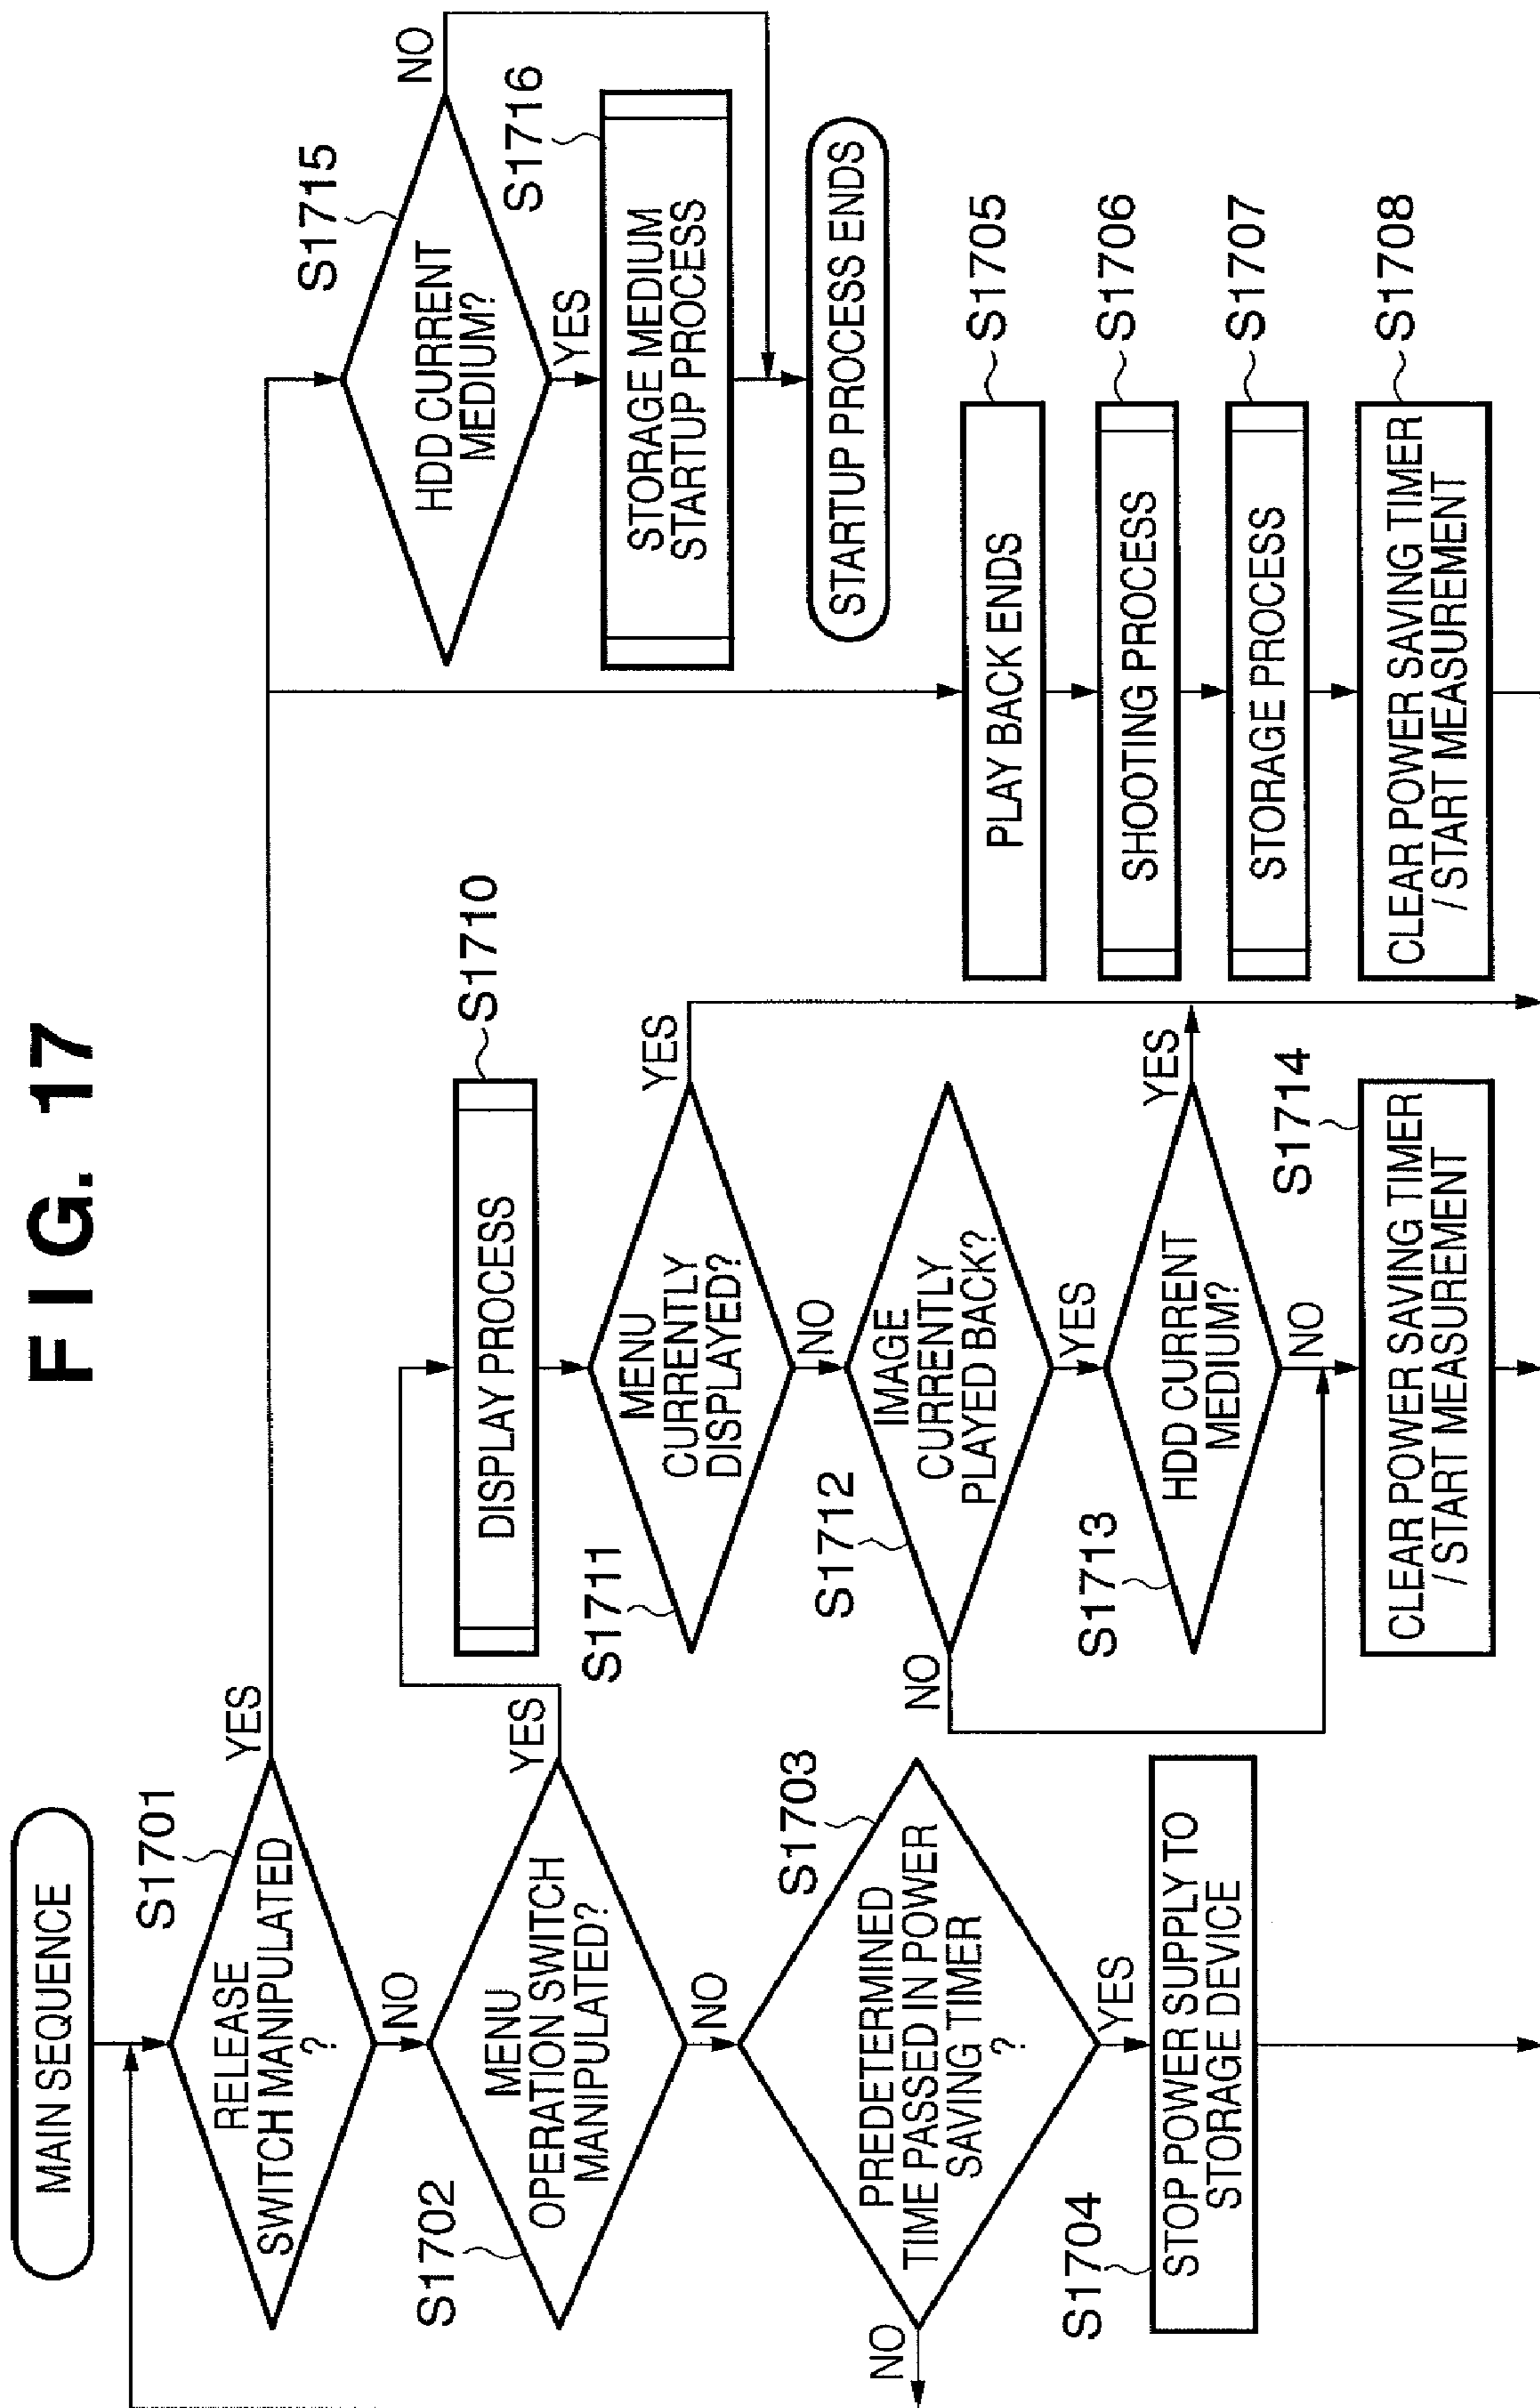 FIG. 17
MAIN SEQUENCE
S1701
RELEASE
SWITCH MANIPULATED
?
YES
NO
S1702
MENU
OPERATION SWITCH
MANIPULATED?
YES
NO
S1703
PREDETERMINED
TIME PASSED IN POWER
SAVING TIMER
?
NO
YES
S1704
STOP POWER SUPPLY TO
STORAGE DEVICE
S1710
DISPLAY PROCESS
S1711
MENU
CURRENTLY
DISPLAYED?
YES
NO
S1712
IMAGE
CURRENTLY
PLAYED BACK?
NO
YES
S1713
HDD CURRENT
MEDIUM?
YES
NO
S1714
CLEAR POWER SAVING TIMER
/ START MEASUREMENT
S1715
HDD CURRENT
MEDIUM?
NO
YES
S1716
STORAGE MEDIUM
STARTUP PROCESS
STARTUP PROCESS ENDS
PLAY BACK ENDS
S1705
SHOOTING PROCESS
S1706
STORAGE PROCESS
S1707
CLEAR POWER SAVING TIMER
/ START MEASUREMENT
S1708